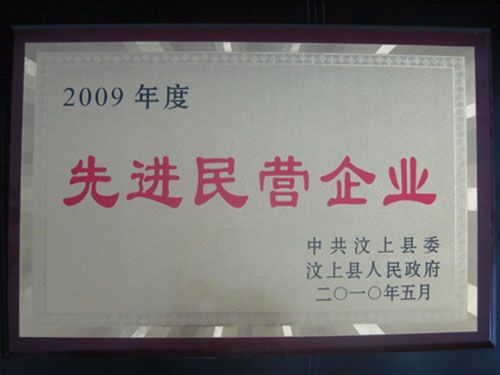 2009 年度
先进民营企业
中共汶上县委
汶上县人民政府
二〇一〇年五月